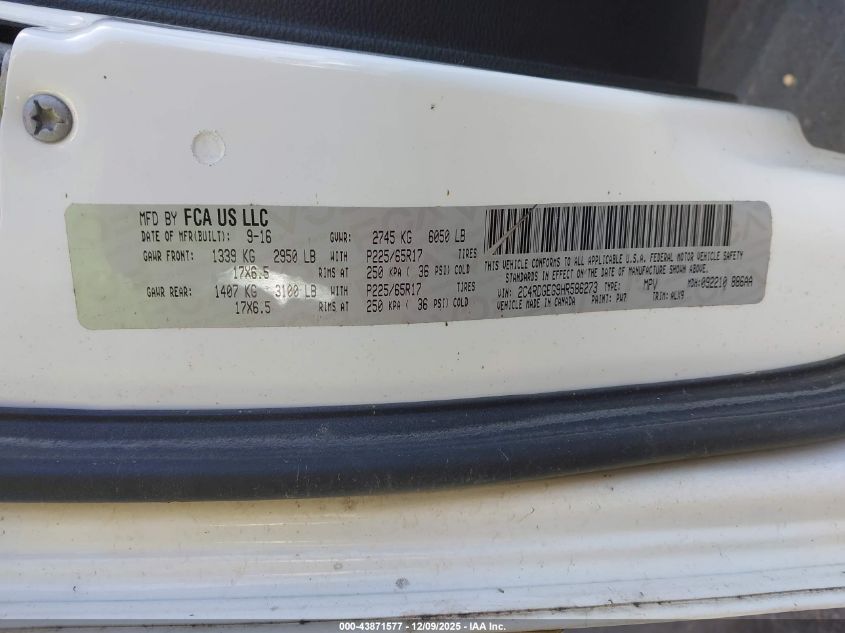 MFD BY FCA US LLC
DATE OF MFR(BUILT): 9-16 GVWR: 2745 KG 6050 LB
GAWR FRONT: 1339 KG 2950 LB WITH P225/65R17 TIRES
17X6.5 RIMS AT 250 KPA ( 36 PSI) COLD
GAWR REAR: 1407 KG 3100 LB WITH P225/65R17 TIRES
17X6.5 RIMS AT 250 KPA ( 36 PSI) COLD
THIS VEHICLE CONFORMS TO ALL APPLICABLE U.S.A. FEDERAL MOTOR VEHICLE SAFETY
STANDARDS IN EFFECT ON THE DATE OF MANUFACTURE SHOWN ABOVE.
VIN: 2C4RDGEG9HR586273 TYPE: MPV MDH: 092210 886AA
VEHICLE MADE IN CANADA PAINT: PW7 TRIM: ALX9
000-43871577 - 12/09/2025 - IAA Inc.